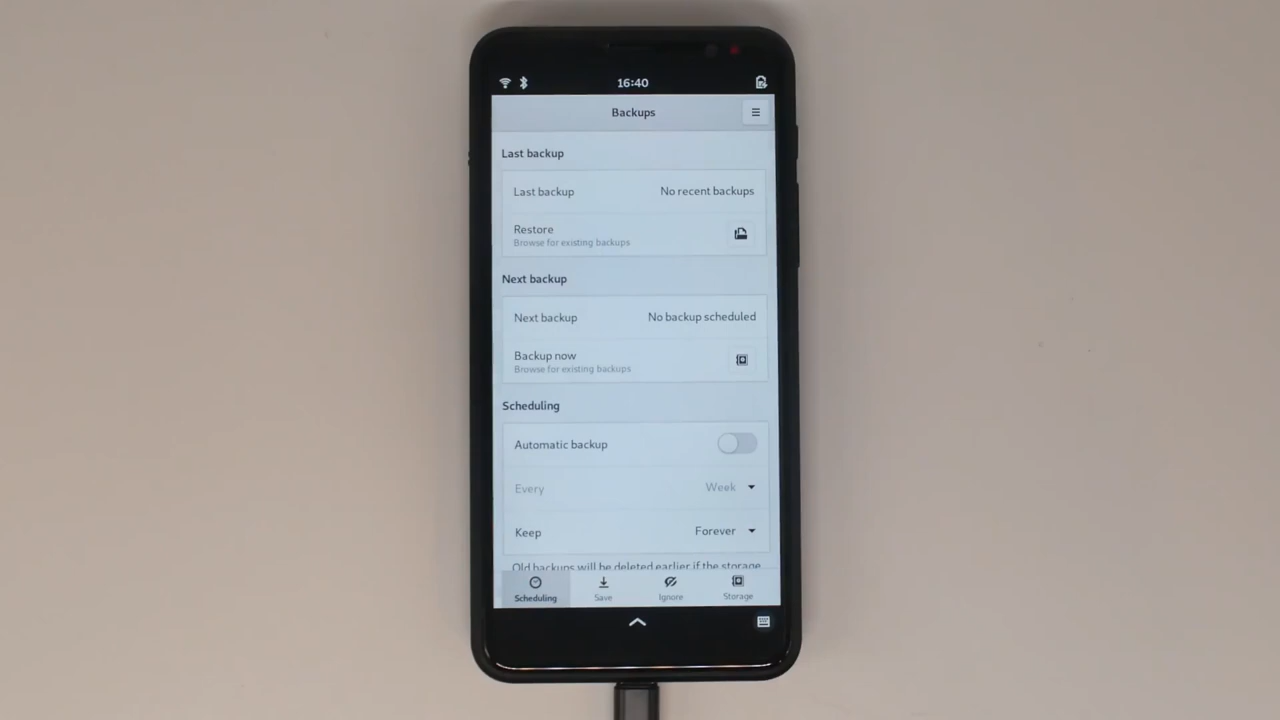 16:40
Backups
Last backup
Last backup No recent backups
Restore
Browse for existing backups
Next backup
Next backup No backup scheduled
Backup now
Browse for existing backups
Scheduling
Automatic backup
Every Week
Keep Forever
Old backups will be deleted earlier if the storage
Scheduling Save Ignore Storage